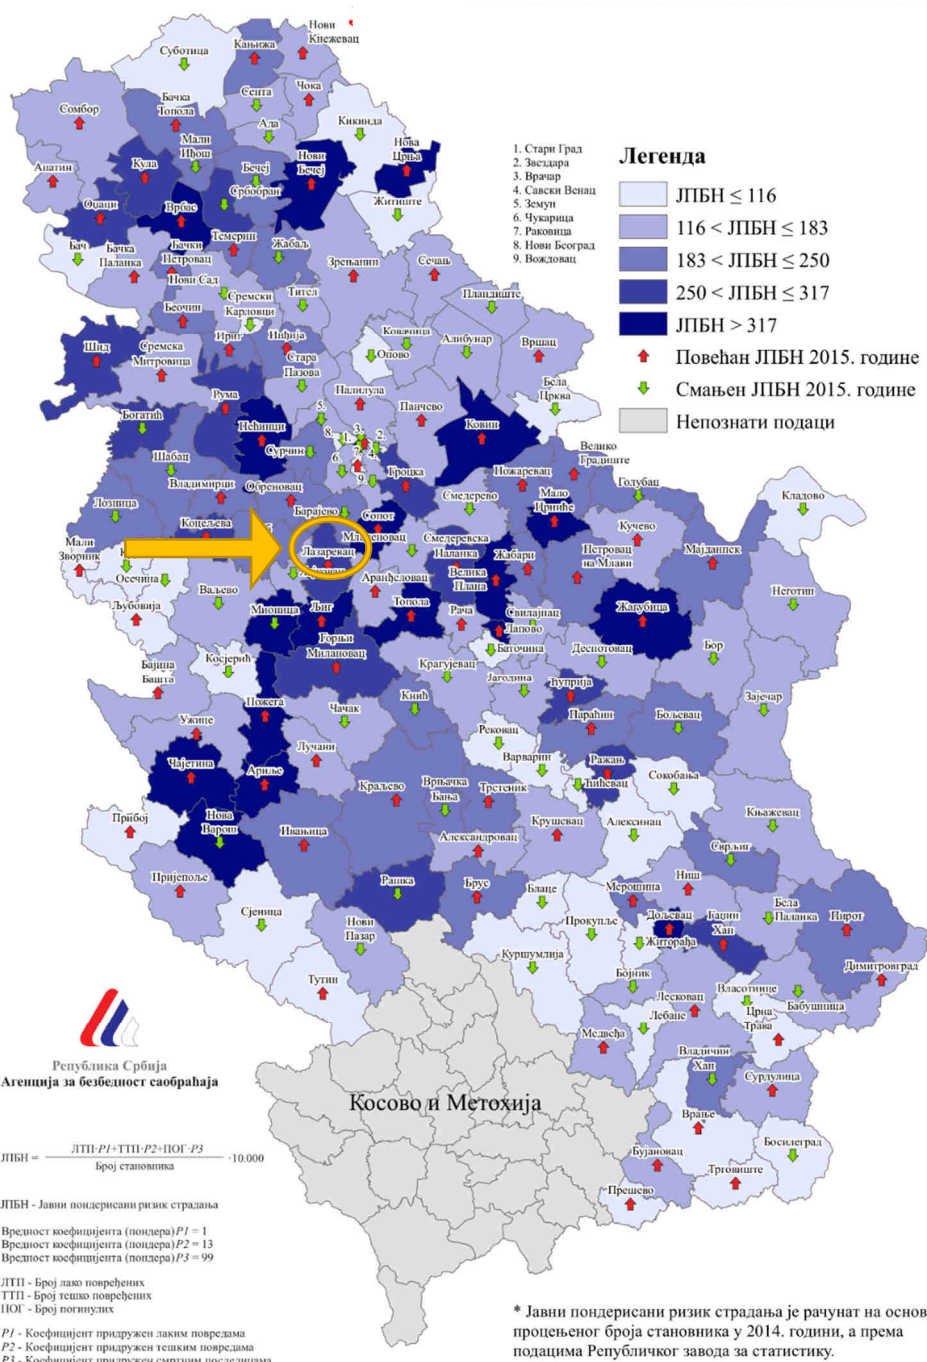 Нови
Кнежевац
Кањижа
Суботица
Сента
Чока
Сомбор
Бачка
Топола
Ада
Кикинда
Мали
Иђош
Нова
Црња
Апатин
Кула
Бечеј
Нови
Бечеј
Србобран
Житиште
Оџаци
Врбас
Темерин
Жабаљ
Бач
Бачка
Паланка
Бачки
Петровац
Зрењанин
Сечањ
Нови Сад
Тител
Пландиште
Беочин
Сремски
Карловци
Ковачица
Опово
Алибунар
Вршац
Шид
Сремска
Митровица
Ириг
Инђија
Стара
Пазова
Бела
Црква
Рума
Палилула
Панчево
Богатић
Пећинци
Сурчин
5.
8.
1.
3.
2.
4.
6.
7.
9.
Ковин
Шабац
Владимирци
Обреновац
Гроцка
Пожаревац
Велико
Градиште
Голубац
Кладово
Лозница
Коцељева
Барајево
Сопот
Младеновац
Смедерево
Мало
Црниће
Кучево
Мали
Зворник
Лазаревац
Смедеревска
Паланка
Жабари
Петровац
на Млави
Мајданпек
Осечина
Аранђеловац
Велика
Плана
Љубовија
Ваљево
Мионица
Љиг
Топола
Рача
Свилајнац
Лапово
Жагубица
Неготин
Баточина
Горњи
Милановац
Бајина
Башта
Косјерић
Крагујевац
Јагодина
Деспотовац
Бор
Ћуприја
Пожега
Чачак
Кнић
Параћин
Бољевац
Зајечар
Ужице
Лучани
Рековац
Варварин
Ражањ
Чајетина
Ариље
Краљево
Врњачка
Бања
Трстеник
Ћићевац
Сокобања
Прибој
Нова
Варош
Ивањица
Александровац
Крушевац
Алексинац
Књажевац
Сврљиг
Пријепоље
Рашка
Брус
Блаце
Мерошина
Ниш
Бела
Паланка
Пирот
Сјеница
Нови
Пазар
Прокупље
Дољевац
Гаџин
Хан
Житорађа
Тутин
Куршумлија
Бојник
Димитровград
Бабушница
Лесковац
Власотинце
Лебане
Црна
Трава
Медвеђа
Владичин
Хан
Сурдулица
Врање
Босилеград
Бујановац
Трговиште
Прешево
Косово и Метохија
1. Стари Град
2. Звездара
3. Врачар
4. Савски Венац
5. Земун
6. Чукарица
7. Раковица
8. Нови Београд
9. Вождовац
Легенда
ЈПБН ≤ 116
116 < ЈПБН ≤ 183
183 < ЈПБН ≤ 250
250 < ЈПБН ≤ 317
ЈПБН > 317
Повећан ЈПБН 2015. године
Смањен ЈПБН 2015. године
Непознати подаци
Република Србија
Агенција за безбедност саобраћаја
ЈПБН = ЛТП·P1+ТТП·P2+ПОГ·P3
Број становника
·10.000
ЈПБН - Јавни пондерисани ризик страдања
Вредност коефицијента (пондера) P1 = 1
Вредност коефицијента (пондера) P2 = 13
Вредност коефицијента (пондера) P3 = 99
ЛТП - Број лако повређених
ТТП - Број тешко повређених
ПОГ - Број погинулих
P1 - Коефицијент придружен лаким повредама
P2 - Коефицијент придружен тешким повредама
P3 - Коефицијент придружен смртним последицама
* Јавни пондерисани ризик страдања је рачунат на основ
процењеног броја становника у 2014. години, а према
подацима Републичког завода за статистику.